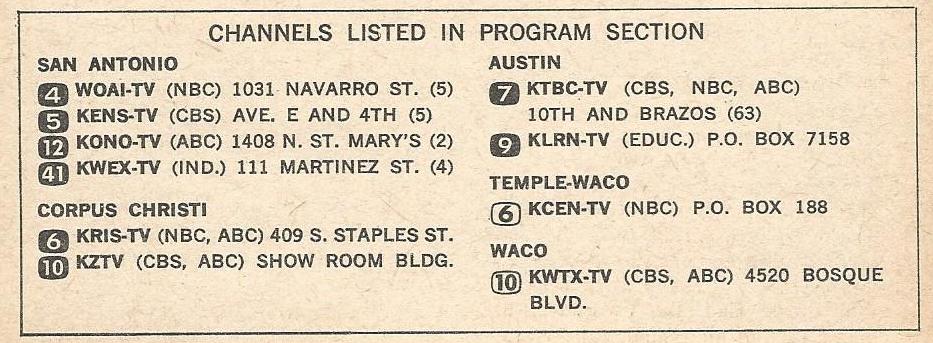 CHANNELS LISTED IN PROGRAM SECTION
SAN ANTONIO
4 WOAI-TV (NBC) 1031 NAVARRO ST. (5)
5 KENS-TV (CBS) AVE. E AND 4TH (5)
12 KONO-TV (ABC) 1408 N. ST. MARY'S (2)
41 KWEX-TV (IND.) 111 MARTINEZ ST. (4)
CORPUS CHRISTI
6 KRIS-TV (NBC, ABC) 409 S. STAPLES ST.
10 KZTV (CBS, ABC) SHOW ROOM BLDG.
AUSTIN
7 KTBC-TV (CBS, NBC, ABC)
10TH AND BRAZOS (63)
9 KLRN-TV (EDUC.) P.O. BOX 7158
TEMPLE-WACO
6 KCEN-TV (NBC) P.O. BOX 188
WACO
10 KWTX-TV (CBS, ABC) 4520 BOSQUE
BLVD.